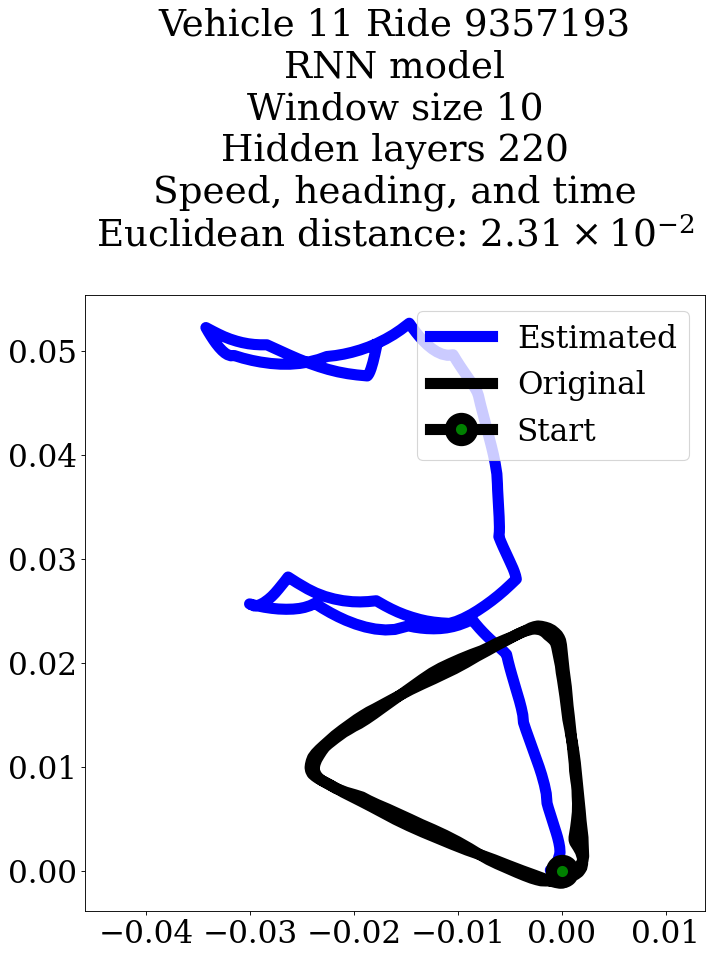 Vehicle 11 Ride 9357193
RNN model
Window size 10
Hidden layers 220
Speed, heading, and time
Euclidean distance: 2.31 × 10⁻²
Estimated
Original
Start
0.05
0.04
0.03
0.02
0.01
0.00
−0.04 −0.03 −0.02 −0.01 0.00 0.01